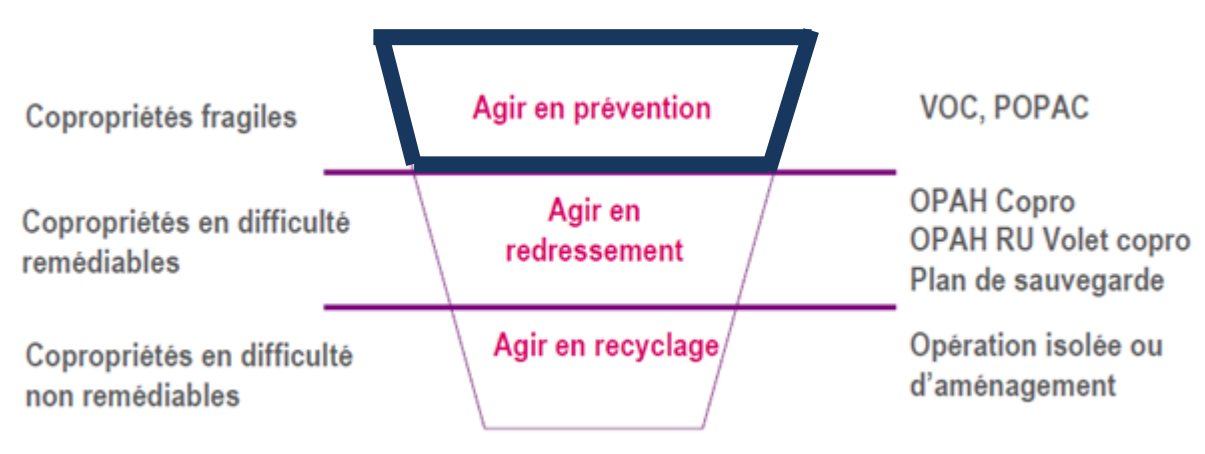 Copropriétés fragiles
Agir en prévention
VOC, POPAC
Copropriétés en difficulté
remédiables
Agir en
redressement
OPAH Copro
OPAH RU Volet copro
Plan de sauvegarde
Copropriétés en difficulté
non remédiables
Agir en recyclage
Opération isolée ou
d'aménagement